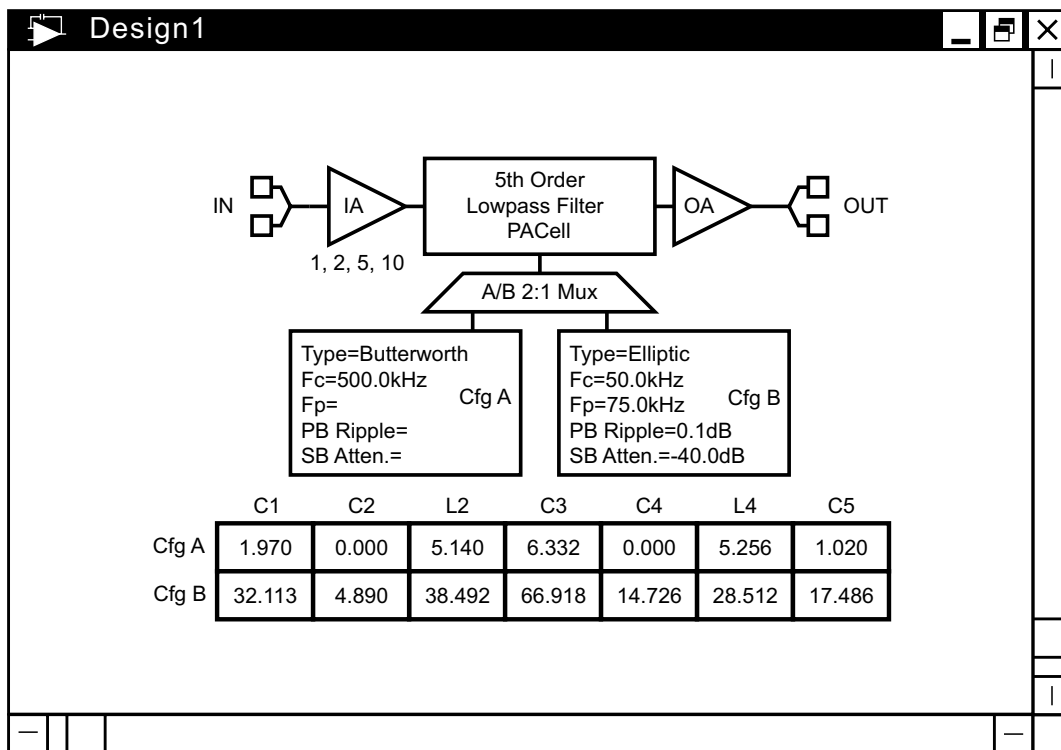 Design1
5th Order
Lowpass Filter
PACell
IN
IA
OA
OUT
1, 2, 5, 10
A/B 2:1 Mux
Type=Butterworth
Fc=500.0kHz
Fp=
PB Ripple=
SB Atten.=
Cfg A
Type=Elliptic
Fc=50.0kHz
Fp=75.0kHz
PB Ripple=0.1dB
SB Atten.=-40.0dB
Cfg B
C1 C2 L2 C3 C4 L4 C5
Cfg A 1.970 0.000 5.140 6.332 0.000 5.256 1.020
Cfg B 32.113 4.890 38.492 66.918 14.726 28.512 17.486